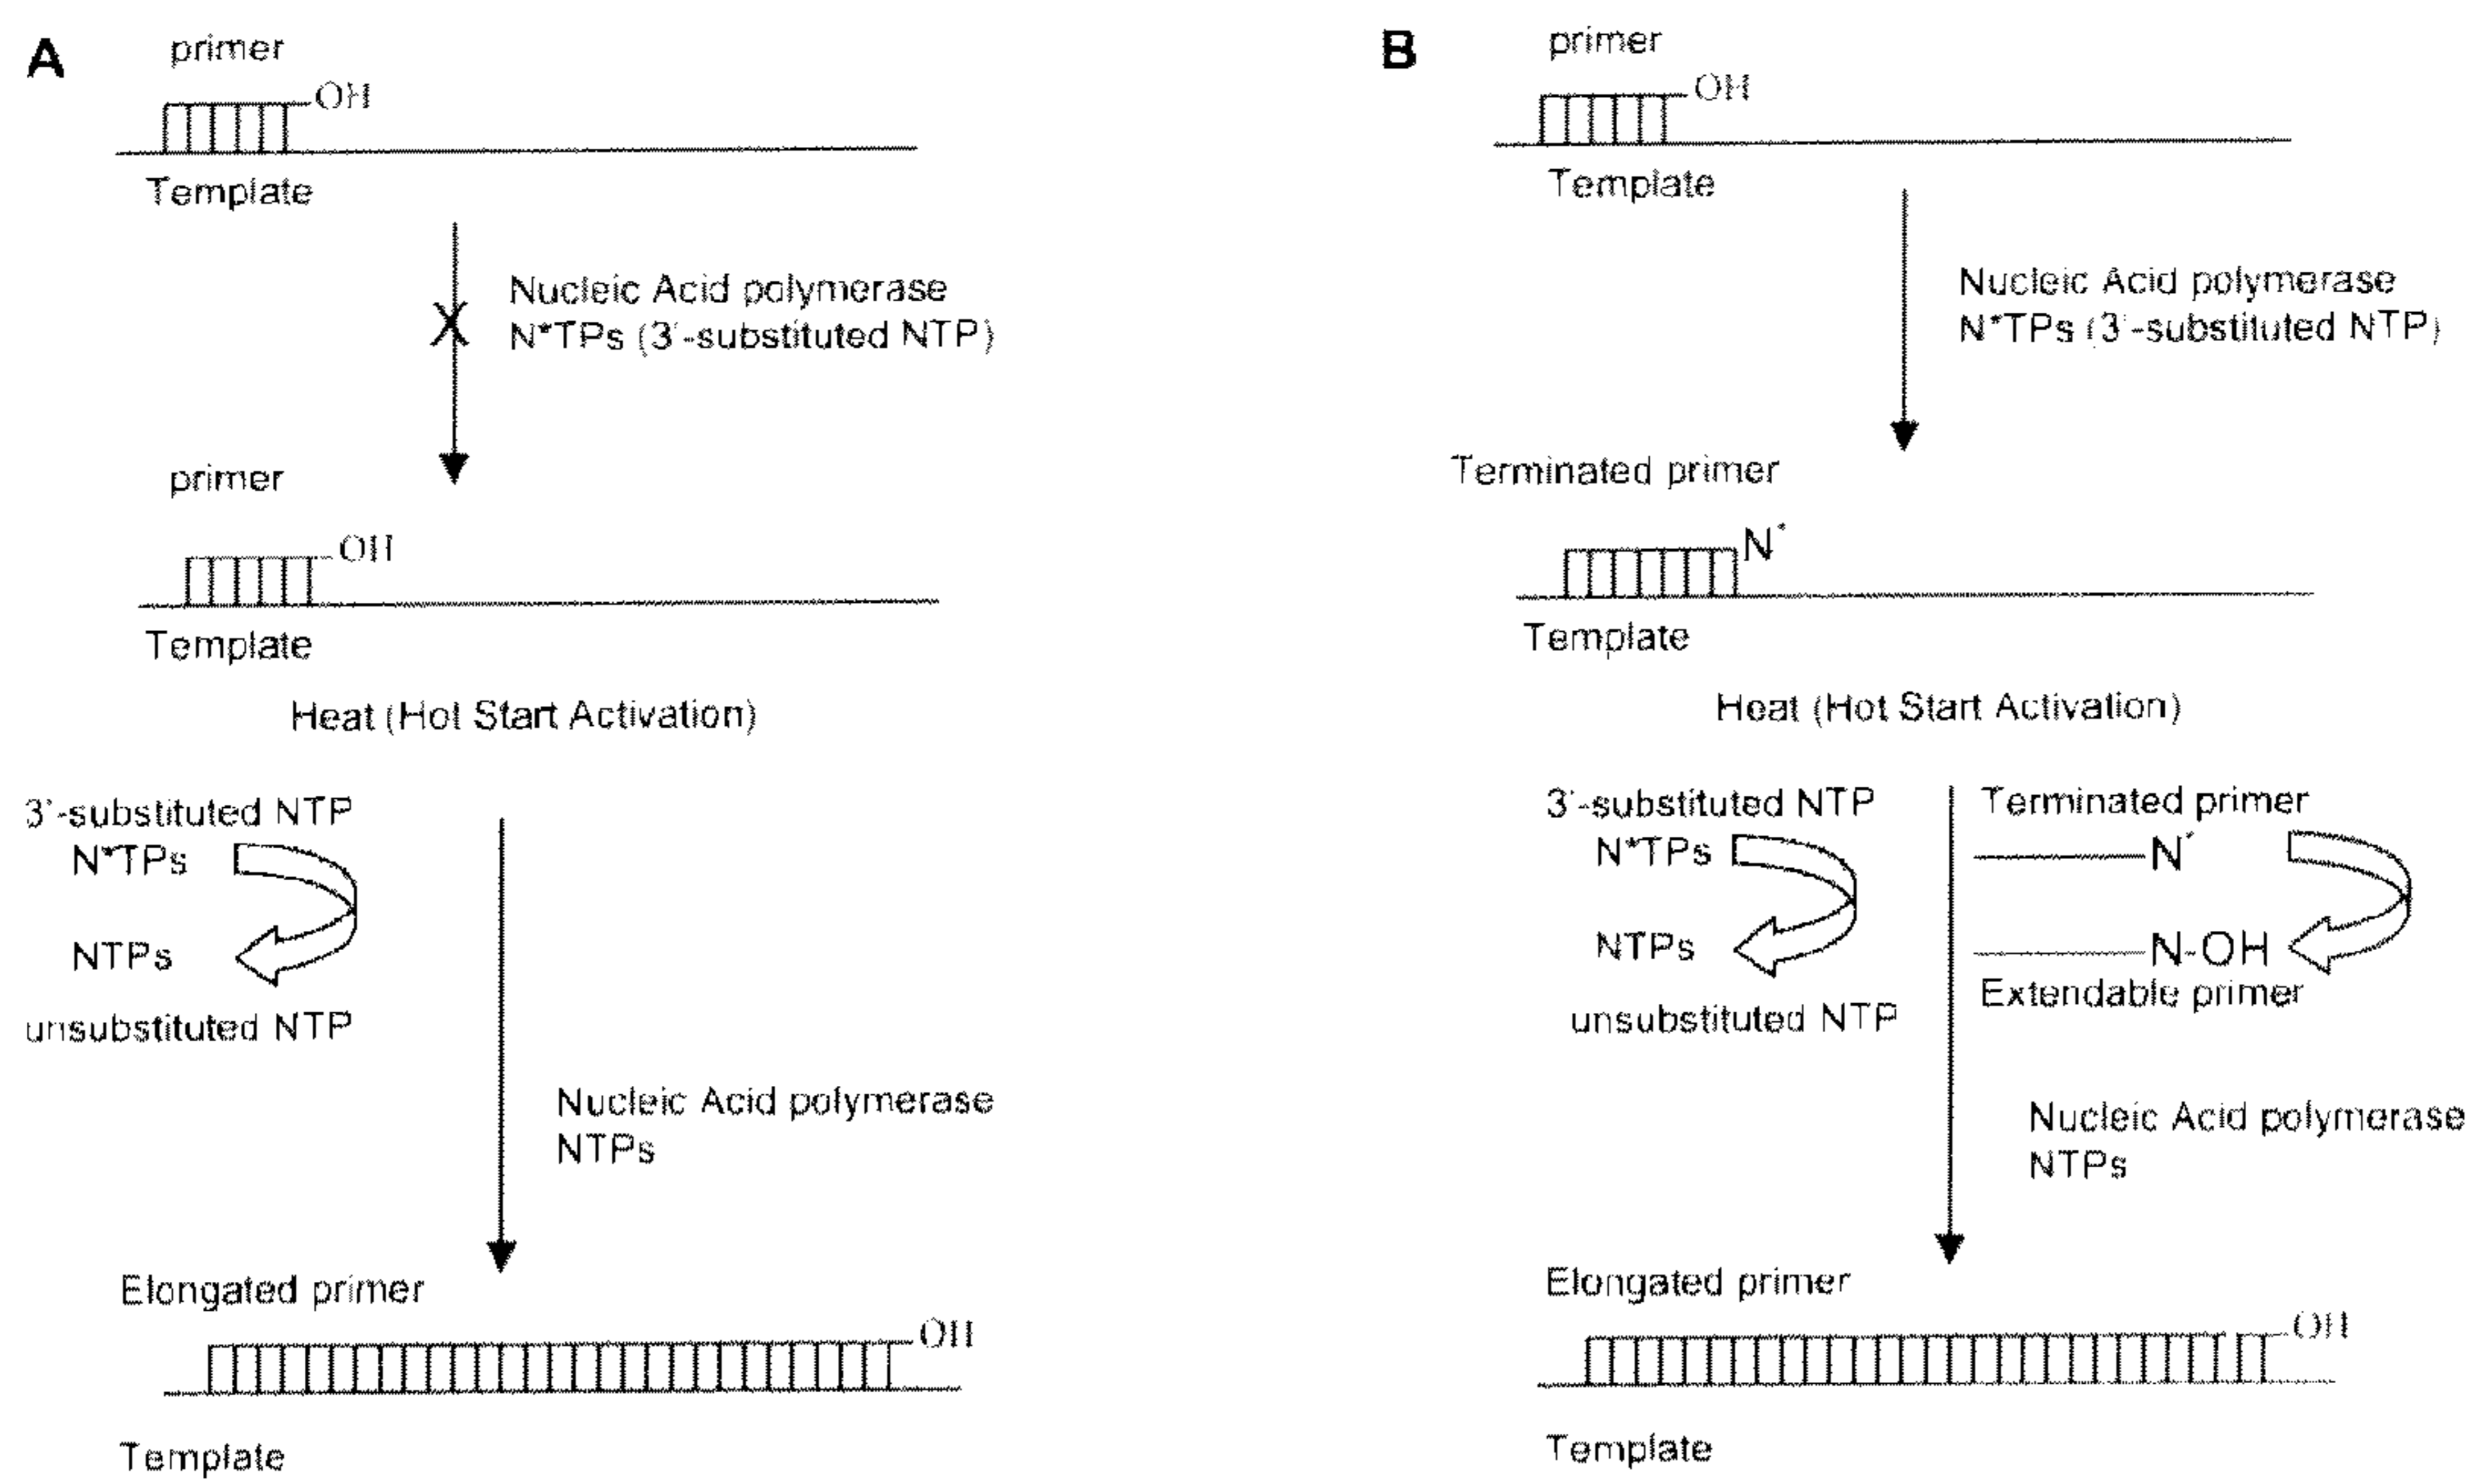 A
primer
OH
Template
Nucleic Acid polymerase
N*TPs (3'-substituted NTP)
primer
OH
Template
Heat (Hot Start Activation)
3'-substituted NTP
N*TPs
NTPs
unsubstituted NTP
Nucleic Acid polymerase
NTPs
Elongated primer
OH
Template
B
primer
OH
Template
Nucleic Acid polymerase
N*TPs (3'-substituted NTP)
Terminated primer
N*
Template
Heat (Hot Start Activation)
3'-substituted NTP
N*TPs
NTPs
unsubstituted NTP
Terminated primer
N*
N-OH
Extendable primer
Nucleic Acid polymerase
NTPs
Elongated primer
OH
Template